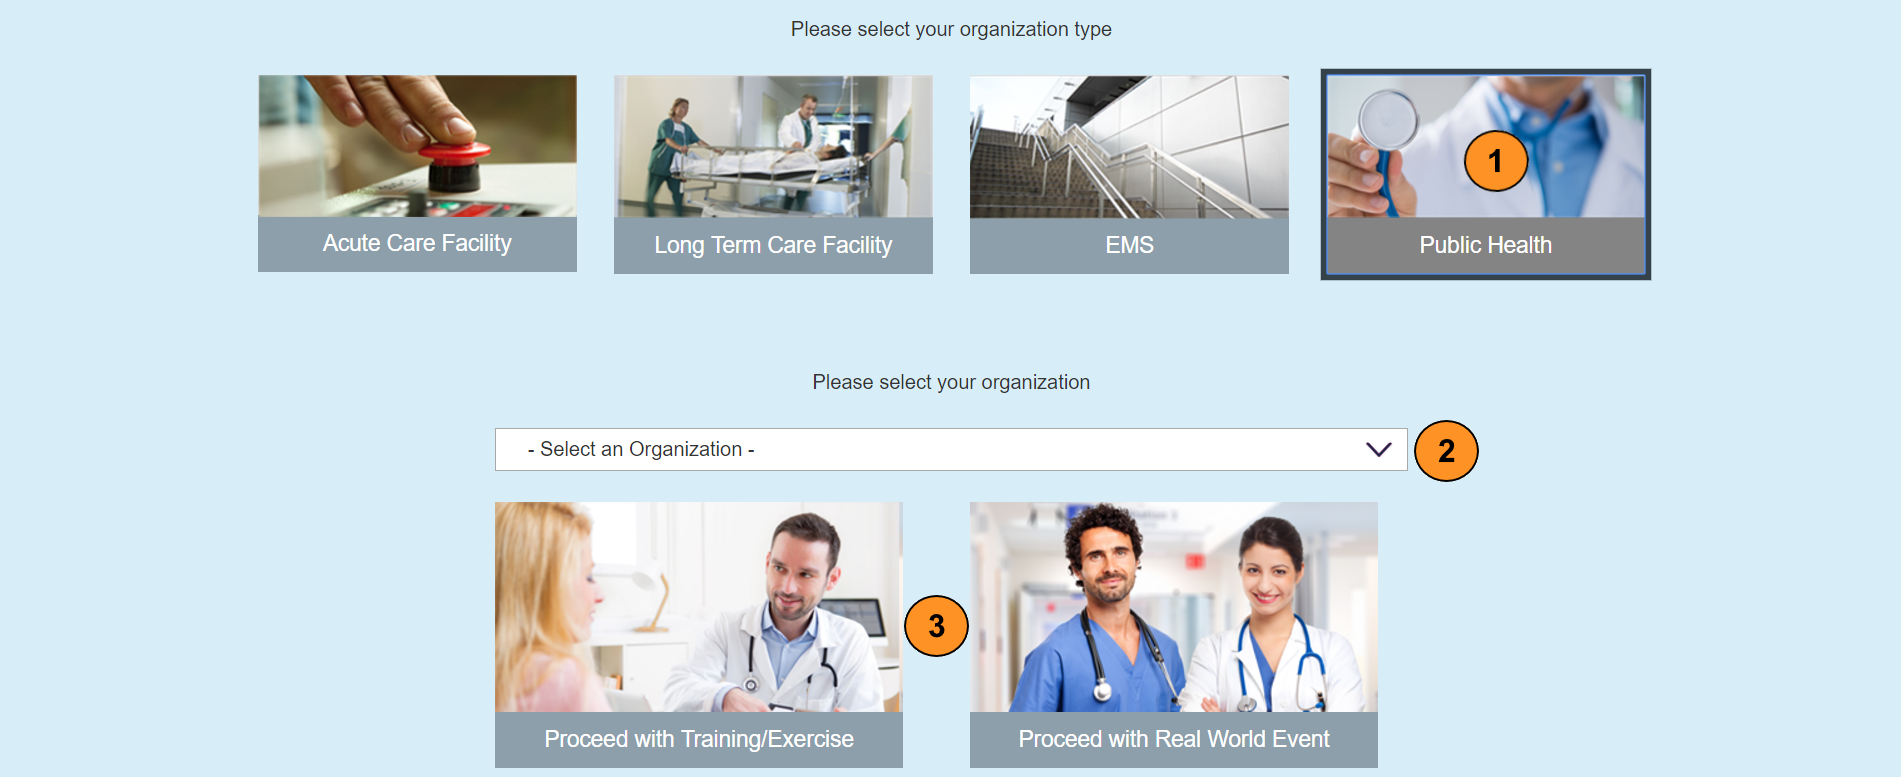 Please select your organization type
Acute Care Facility
Long Term Care Facility
EMS
1
Public Health
Please select your organization
- Select an Organization -
2
3
Proceed with Training/Exercise
Proceed with Real World Event